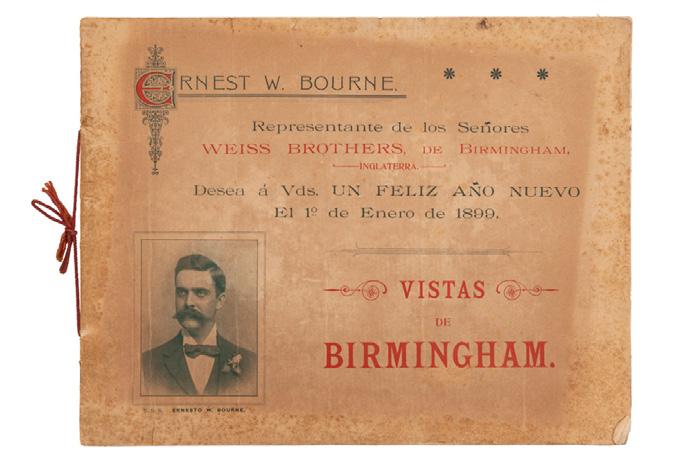 ERNEST W. BOURNE. * * *
Representante de los Señores
WEISS BROTHERS, DE BIRMINGHAM,
INGLATERRA.
Desea á Vds. UN FELIZ AÑO NUEVO
El 1º de Enero de 1899.
VISTAS
DE
BIRMINGHAM.
ERNESTO W. BOURNE.